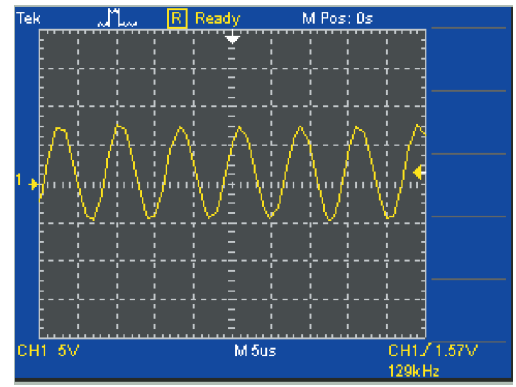 Tek R Ready M Pos: 0s
1
CH1 5V M 5us CH1 / 1.57V
129kHz